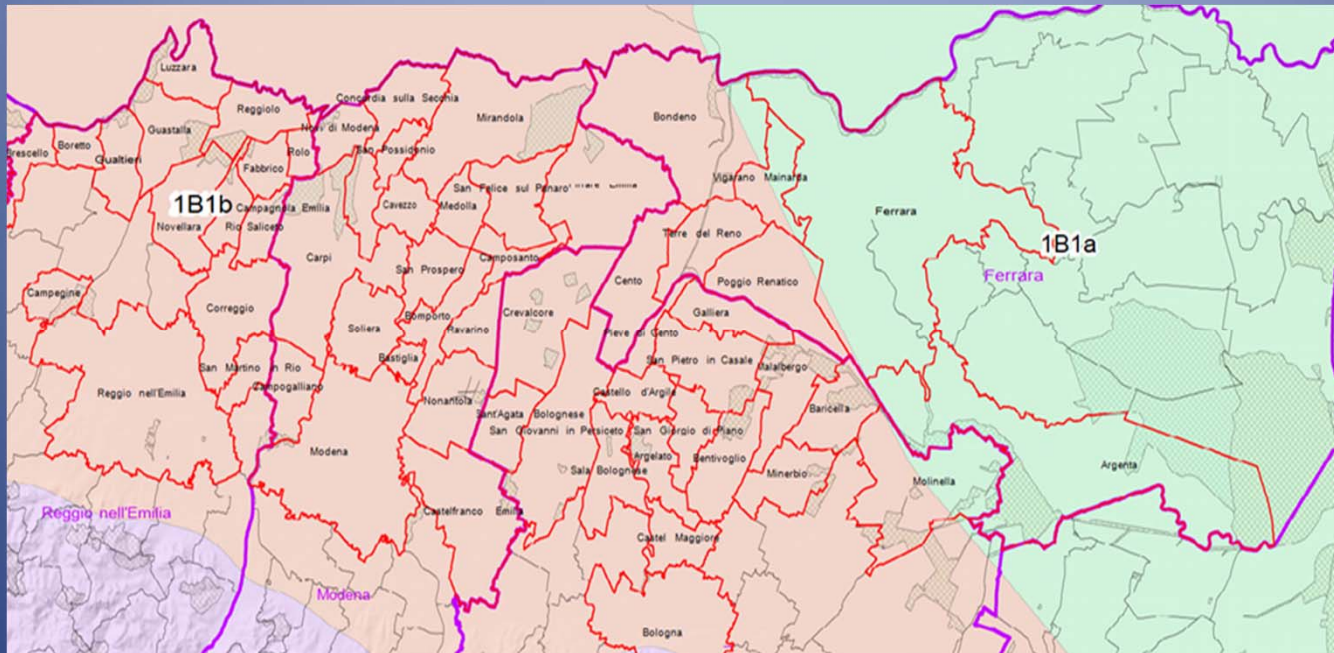 Luzzara
Concordia sulla Secchia
Reggiolo
Mirandola
Bondeno
Guastalla
Novi di Modena
Brescello
Boretto
Gualtieri
Rolo
San Possidonio
Fabbrico
Vigarano Mainarda
San Felice sul Panaro
1B1b
Campagnola Emilia
Cavezzo
Medolla
Ferrara
Novellara
Rio Saliceto
Terre del Reno
1B1a
Carpi
Camposanto
San Prospero
Ferrara
Cento
Poggio Renatico
Campegine
Correggio
Crevalcore
Galliera
Bomporto
Soliera
Ravarino
Pieve di Cento
Bastiglia
San Pietro in Casale
San Martino in Rio
Malalbergo
Campogalliano
Reggio nell'Emilia
Castello d'Argile
Nonantola
Baricella
Sant'Agata Bolognese
San Giovanni in Persiceto
San Giorgio di Piano
Modena
Argelato
Bentivoglio
Argenta
Sala Bolognese
Minerbio
Molinella
Reggio nell'Emilia
Castelfranco Emilia
Castel Maggiore
Modena
Bologna